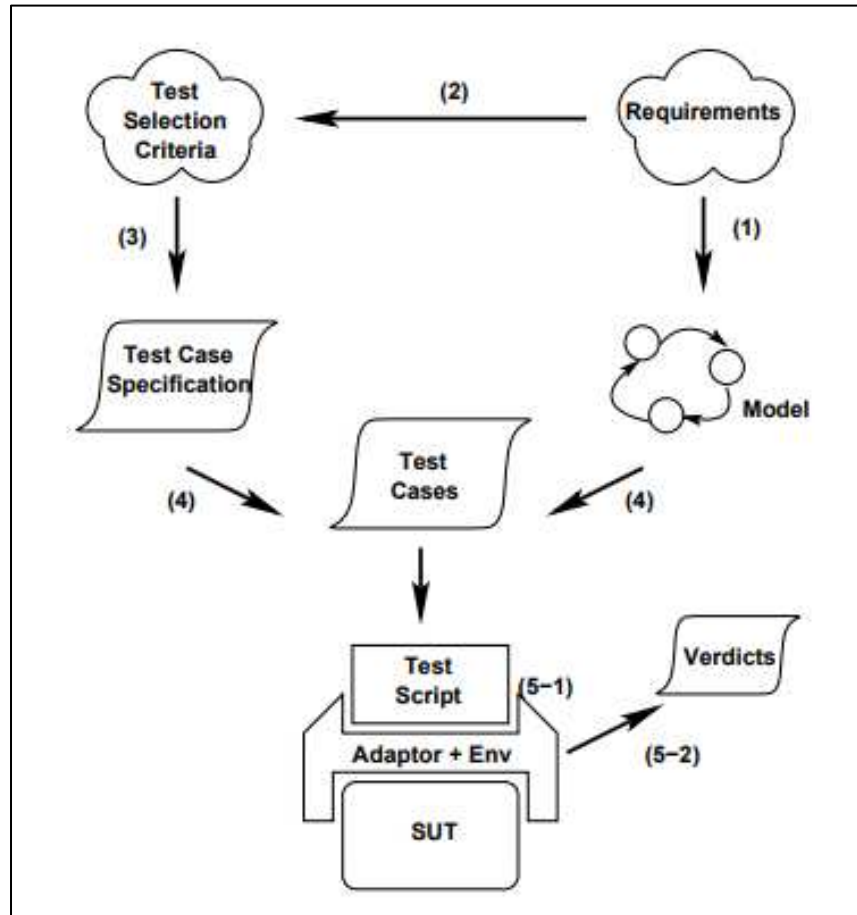 Test
Selection
Criteria
(2)
Requirements
(3)
(1)
Test Case
Specification
Model
Test
Cases
(4)
(4)
Test
Script
(5−1)
Verdicts
Adaptor + Env
(5−2)
SUT